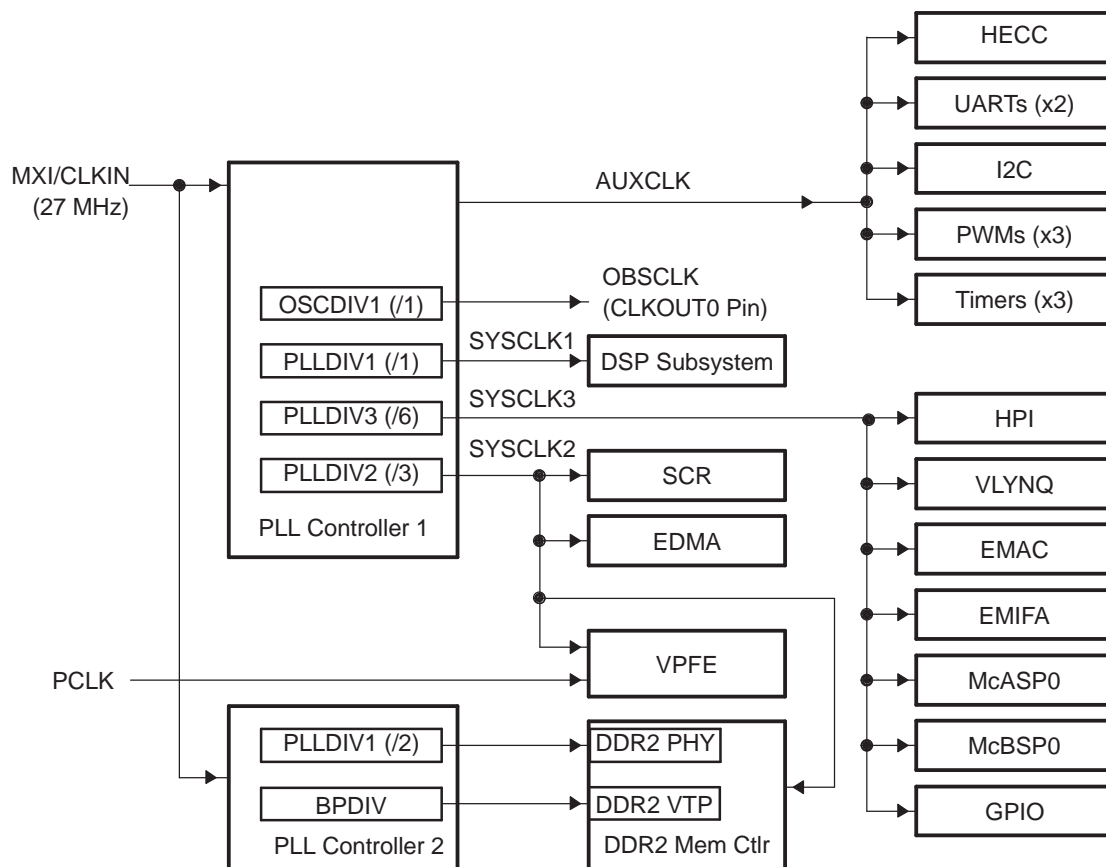 HECC
UARTs (x2)
I2C
PWMs (x3)
Timers (x3)
MXI/CLKIN
(27 MHz)
AUXCLK
OSCDIV1 (/1)
OBSCLK
(CLKOUT0 Pin)
PLLDIV1 (/1)
SYSCLK1
DSP Subsystem
PLLDIV3 (/6)
SYSCLK3
PLLDIV2 (/3)
SYSCLK2
SCR
PLL Controller 1
EDMA
HPI
VLYNQ
EMAC
EMIFA
McASP0
McBSP0
GPIO
VPFE
PCLK
PLLDIV1 (/2)
DDR2 PHY
BPDIV
DDR2 VTP
PLL Controller 2
DDR2 Mem Ctlr